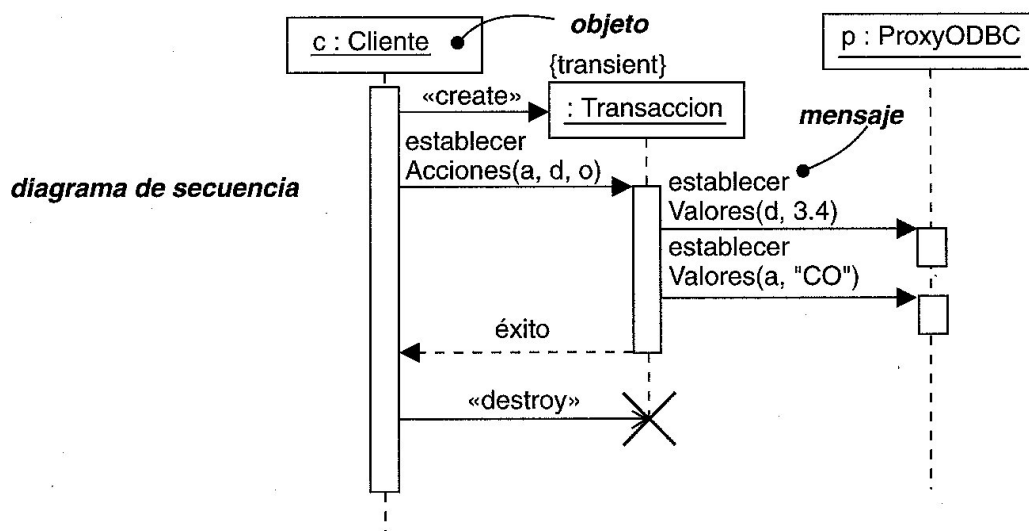 objeto
c : Cliente
p : ProxyODBC
{transient}
«create»
: Transaccion
mensaje
establecer
Acciones(a, d, o)
diagrama de secuencia
establecer
Valores(d, 3.4)
establecer
Valores(a, "CO")
éxito
«destroy»